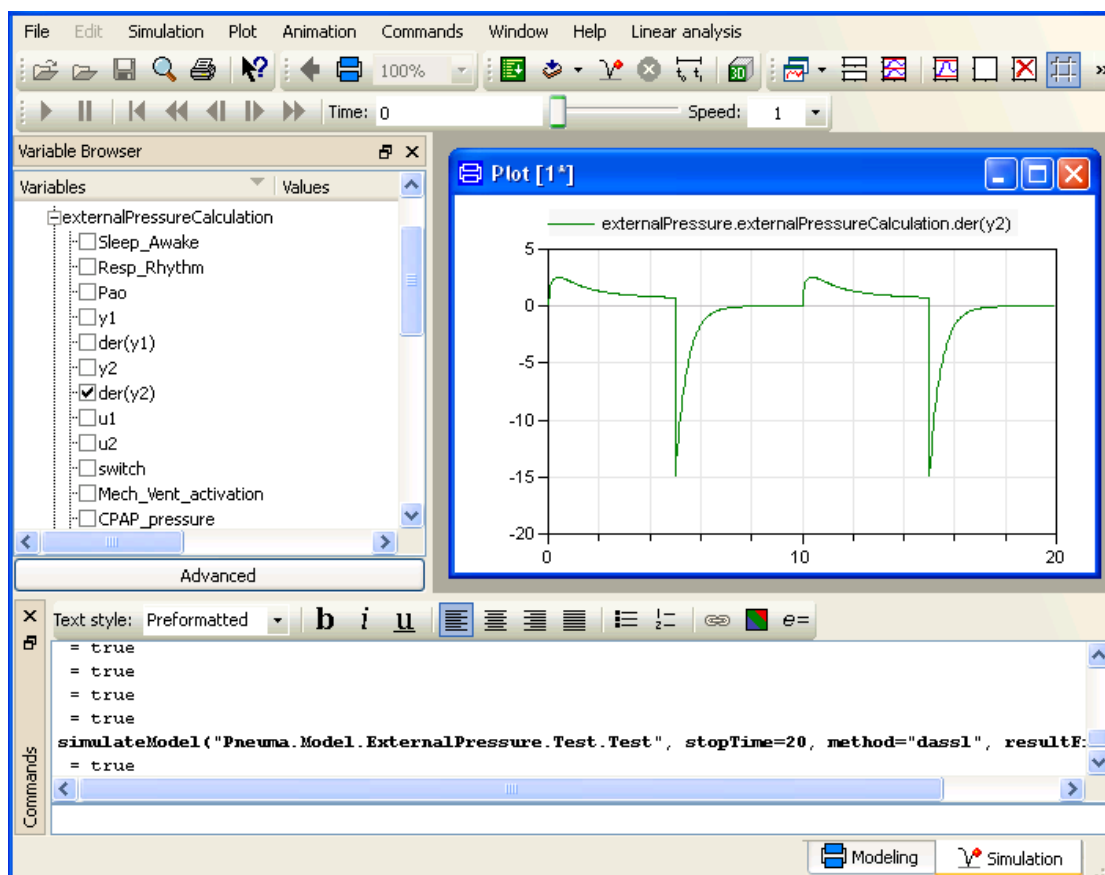 File Edit Simulation Plot Animation Commands Window Help Linear analysis
100%
3D
»
Time: 0 Speed: 1
Variable Browser
Variables Values
externalPressureCalculation
Sleep_Awake
Resp_Rhythm
Pao
y1
der(y1)
y2
der(y2)
u1
u2
switch
Mech_Vent_activation
CPAP_pressure
Advanced
Plot [1*]
externalPressure.externalPressureCalculation.der(y2)
5
0
-5
-10
-15
-20
0 10 20
Text style: Preformatted b i u e=
= true
= true
= true
= true
simulateModel("Pneuma.Model.ExternalPressure.Test.Test", stopTime=20, method="dassl",
= true
Commands
Modeling Simulation